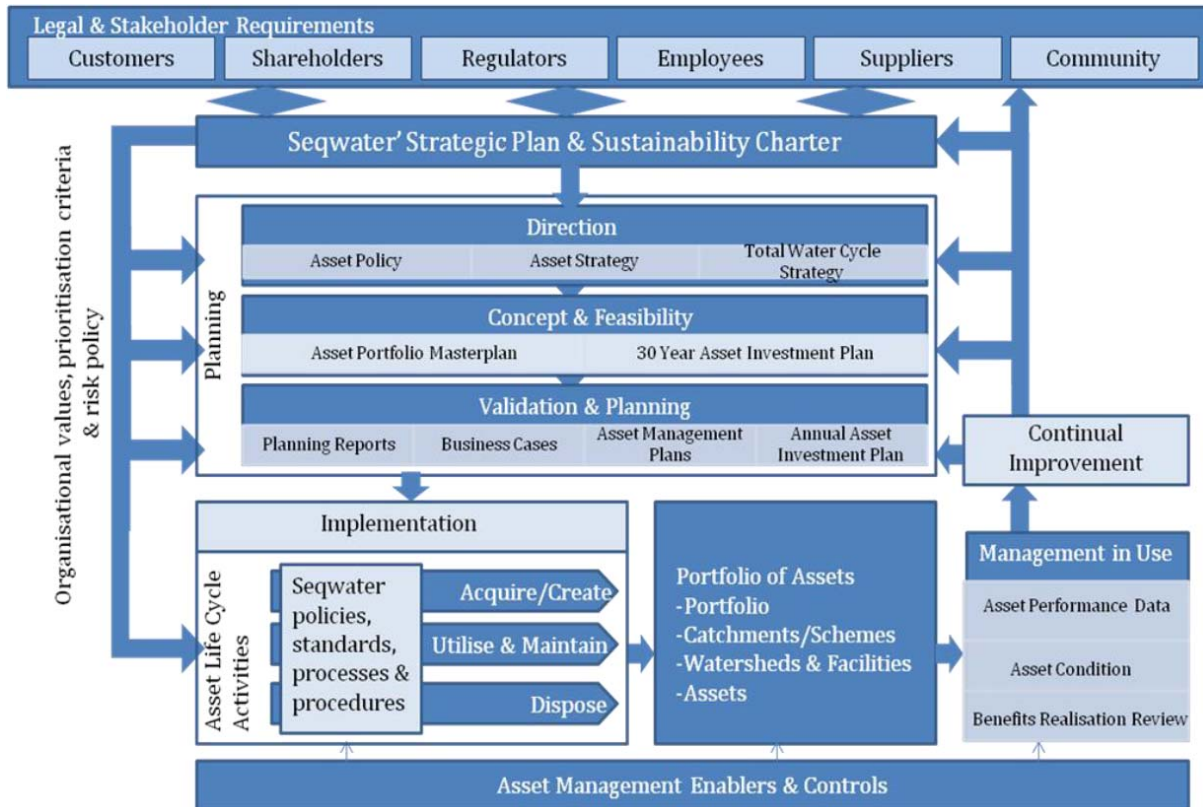 Legal & Stakeholder Requirements
Customers
Shareholders
Regulators
Employees
Suppliers
Community
Seqwater' Strategic Plan & Sustainability Charter
Organisational values, prioritisation criteria
& risk policy
Planning
Direction
Asset Policy
Asset Strategy
Total Water Cycle
Strategy
Concept & Feasibility
Asset Portfolio Masterplan
30 Year Asset Investment Plan
Validation & Planning
Planning Reports
Business Cases
Asset Management
Plans
Annual Asset
Investment Plan
Continual
Improvement
Implementation
Asset Life Cycle
Activities
Seqwater
policies,
standards,
processes &
procedures
Acquire/Create
Utilise & Maintain
Dispose
Portfolio of Assets
-Portfolio
-Catchments/Schemes
-Watersheds & Facilities
-Assets
Management in Use
Asset Performance Data
Asset Condition
Benefits Realisation Review
Asset Management Enablers & Controls